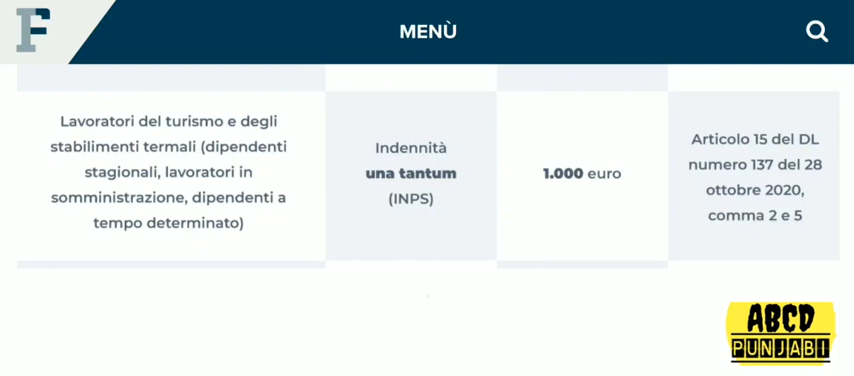 F
MENÙ
Lavoratori del turismo e degli
stabilimenti termali (dipendenti
stagionali, lavoratori in
somministrazione, dipendenti a
tempo determinato)
Indennità
una tantum
(INPS)
1.000 euro
Articolo 15 del DL
numero 137 del 28
ottobre 2020,
comma 2 e 5
ABCD
PUNJABI